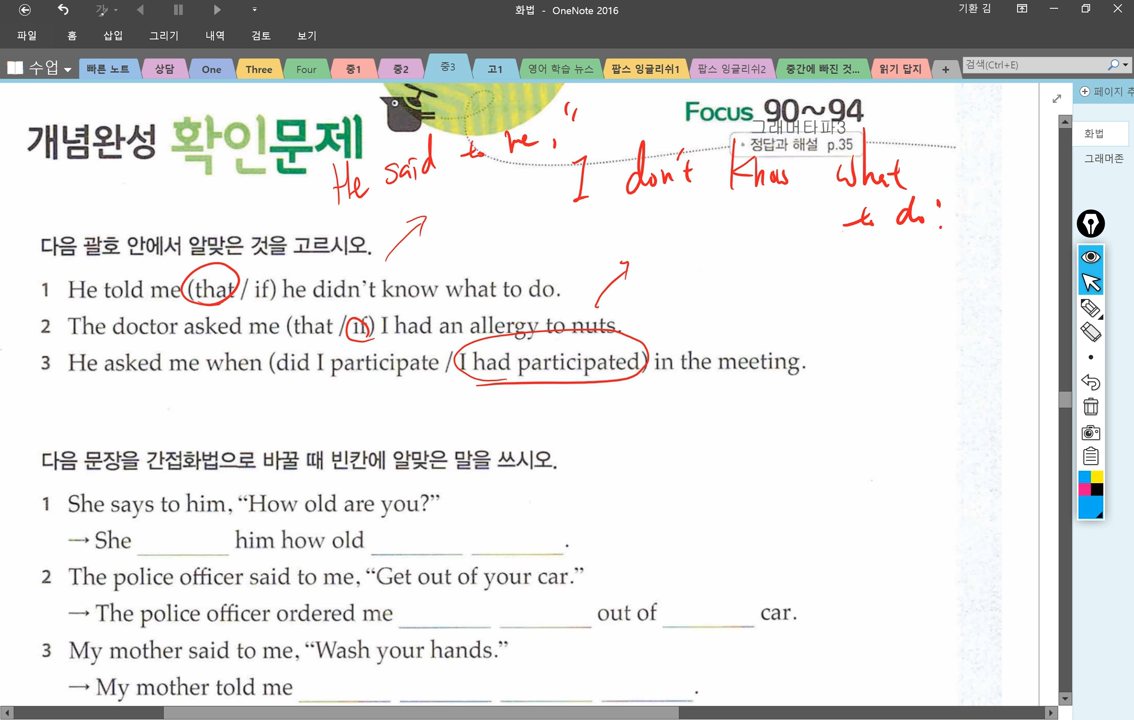 화법 - OneNote 2016
기환 김
파일 홈 삽입 그리기 내역 검토 보기
수업 빠른 노트 상담 One Three Four 중1 중2 중3 고1 영어 학습 뉴스 팝스 잉글리쉬1 팝스 잉글리쉬2 중간에 빠진 것... 읽기 답지 + 검색(Ctrl+E)
페이지 추
화법
그래머존
개념완성 확인문제
Focus 90~94
그래머타파3
• 정답과 해설 p.35
He said to me, "I don't know what
to do."
다음 괄호 안에서 알맞은 것을 고르시오.
1 He told me (that / if) he didn't know what to do.
2 The doctor asked me (that / if) I had an allergy to nuts.
3 He asked me when (did I participate / I had participated) in the meeting.
다음 문장을 간접화법으로 바꿀 때 빈칸에 알맞은 말을 쓰시오.
1 She says to him, “How old are you?”
→ She ________ him how old ________ ________.
2 The police officer said to me, “Get out of your car.”
→ The police officer ordered me ________ ________ out of ________ car.
3 My mother said to me, “Wash your hands.”
→ My mother told me ________ ________ ________ ________.